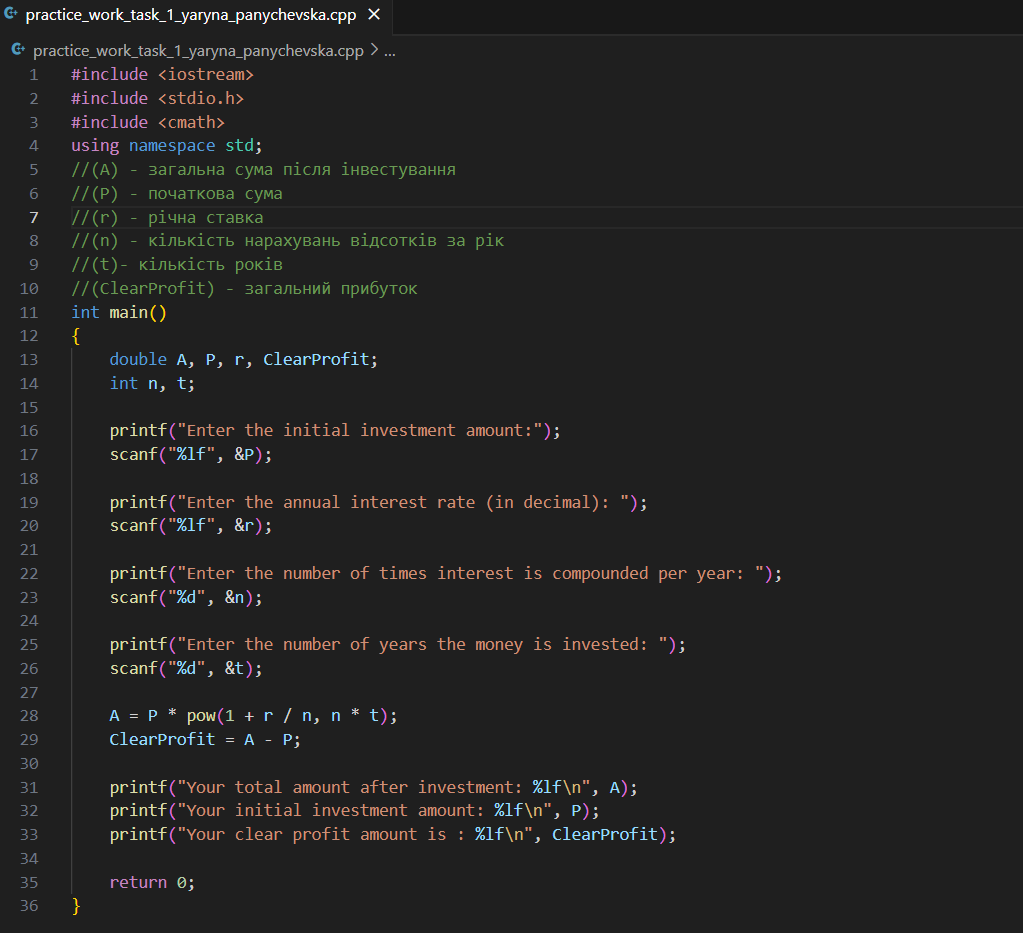 practice_work_task_1_yaryna_panychevska.cpp ×
practice_work_task_1_yaryna_panychevska.cpp > ...
1 #include <iostream>
2 #include <stdio.h>
3 #include <cmath>
4 using namespace std;
5 //(A) - загальна сума після інвестування
6 //(P) - початкова сума
7 //(r) - річна ставка
8 //(n) - кількість нарахувань відсотків за рік
9 //(t)- кількість років
10 //(ClearProfit) - загальний прибуток
11 int main()
12 {
13     double A, P, r, ClearProfit;
14     int n, t;
15
16     printf("Enter the initial investment amount:");
17     scanf("%lf", &P);
18
19     printf("Enter the annual interest rate (in decimal): ");
20     scanf("%lf", &r);
21
22     printf("Enter the number of times interest is compounded per year: ");
23     scanf("%d", &n);
24
25     printf("Enter the number of years the money is invested: ");
26     scanf("%d", &t);
27
28     A = P * pow(1 + r / n, n * t);
29     ClearProfit = A - P;
30
31     printf("Your total amount after investment: %lf\n", A);
32     printf("Your initial investment amount: %lf\n", P);
33     printf("Your clear profit amount is : %lf\n", ClearProfit);
34
35     return 0;
36 }